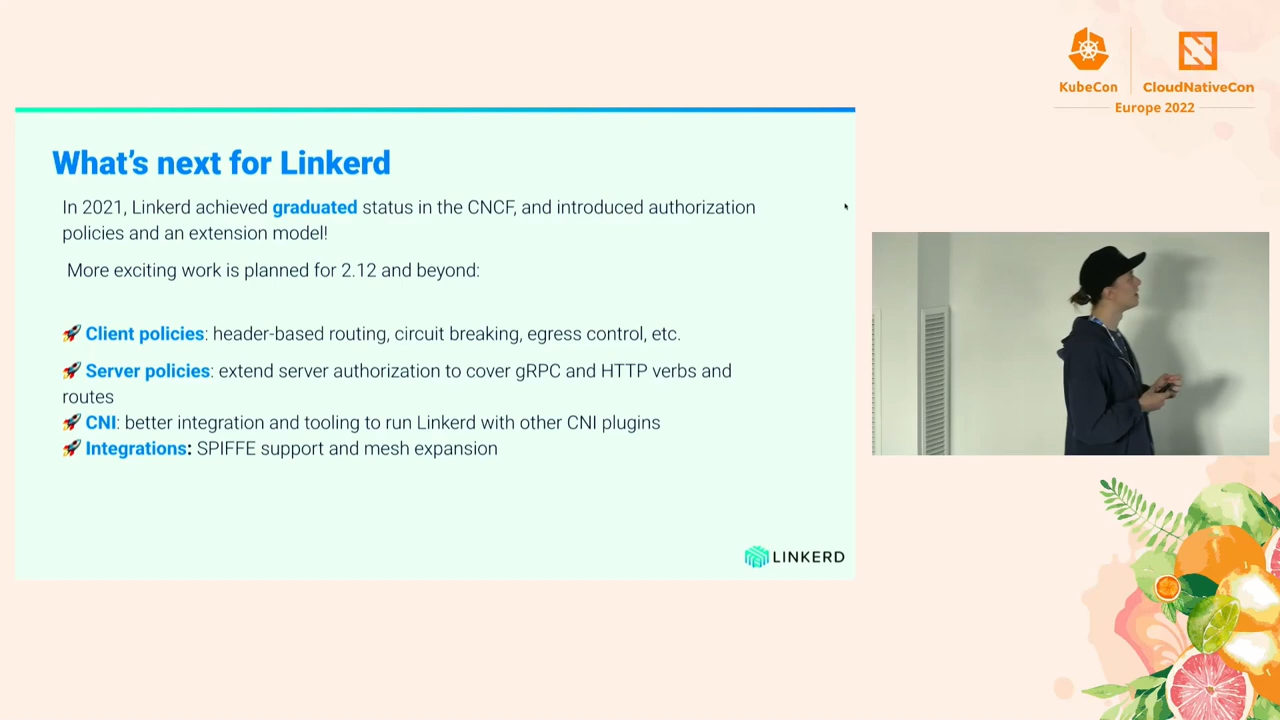 KubeCon
CloudNativeCon
Europe 2022
What's next for Linkerd
In 2021, Linkerd achieved graduated status in the CNCF, and introduced authorization
policies and an extension model!
More exciting work is planned for 2.12 and beyond:
🚀 Client policies: header-based routing, circuit breaking, egress control, etc.
🚀 Server policies: extend server authorization to cover gRPC and HTTP verbs and
routes
🚀 CNI: better integration and tooling to run Linkerd with other CNI plugins
🚀 Integrations: SPIFFE support and mesh expansion
LINKERD